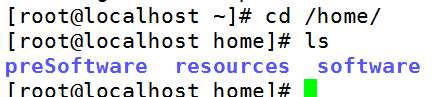 [root@localhost ~]# cd /home/
[root@localhost home]# ls
preSoftware  resources  software
[root@localhost home]#